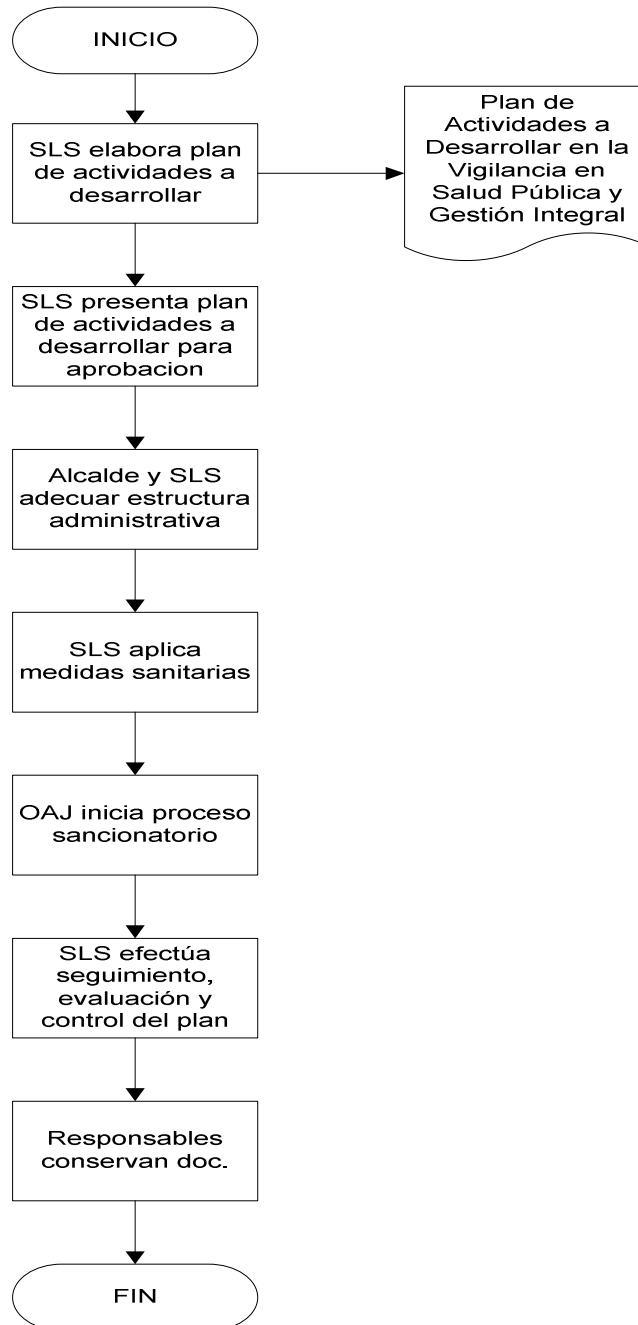 INICIO
SLS elabora plan
de actividades a
desarrollar
Plan de
Actividades a
Desarrollar en la
Vigilancia en
Salud Pública y
Gestión Integral
SLS presenta plan
de actividades a
desarrollar para
aprobacion
Alcalde y SLS
adecuar estructura
administrativa
SLS aplica
medidas sanitarias
OAJ inicia proceso
sancionatorio
SLS efectúa
seguimiento,
evaluación y
control del plan
Responsables
conservan doc.
FIN